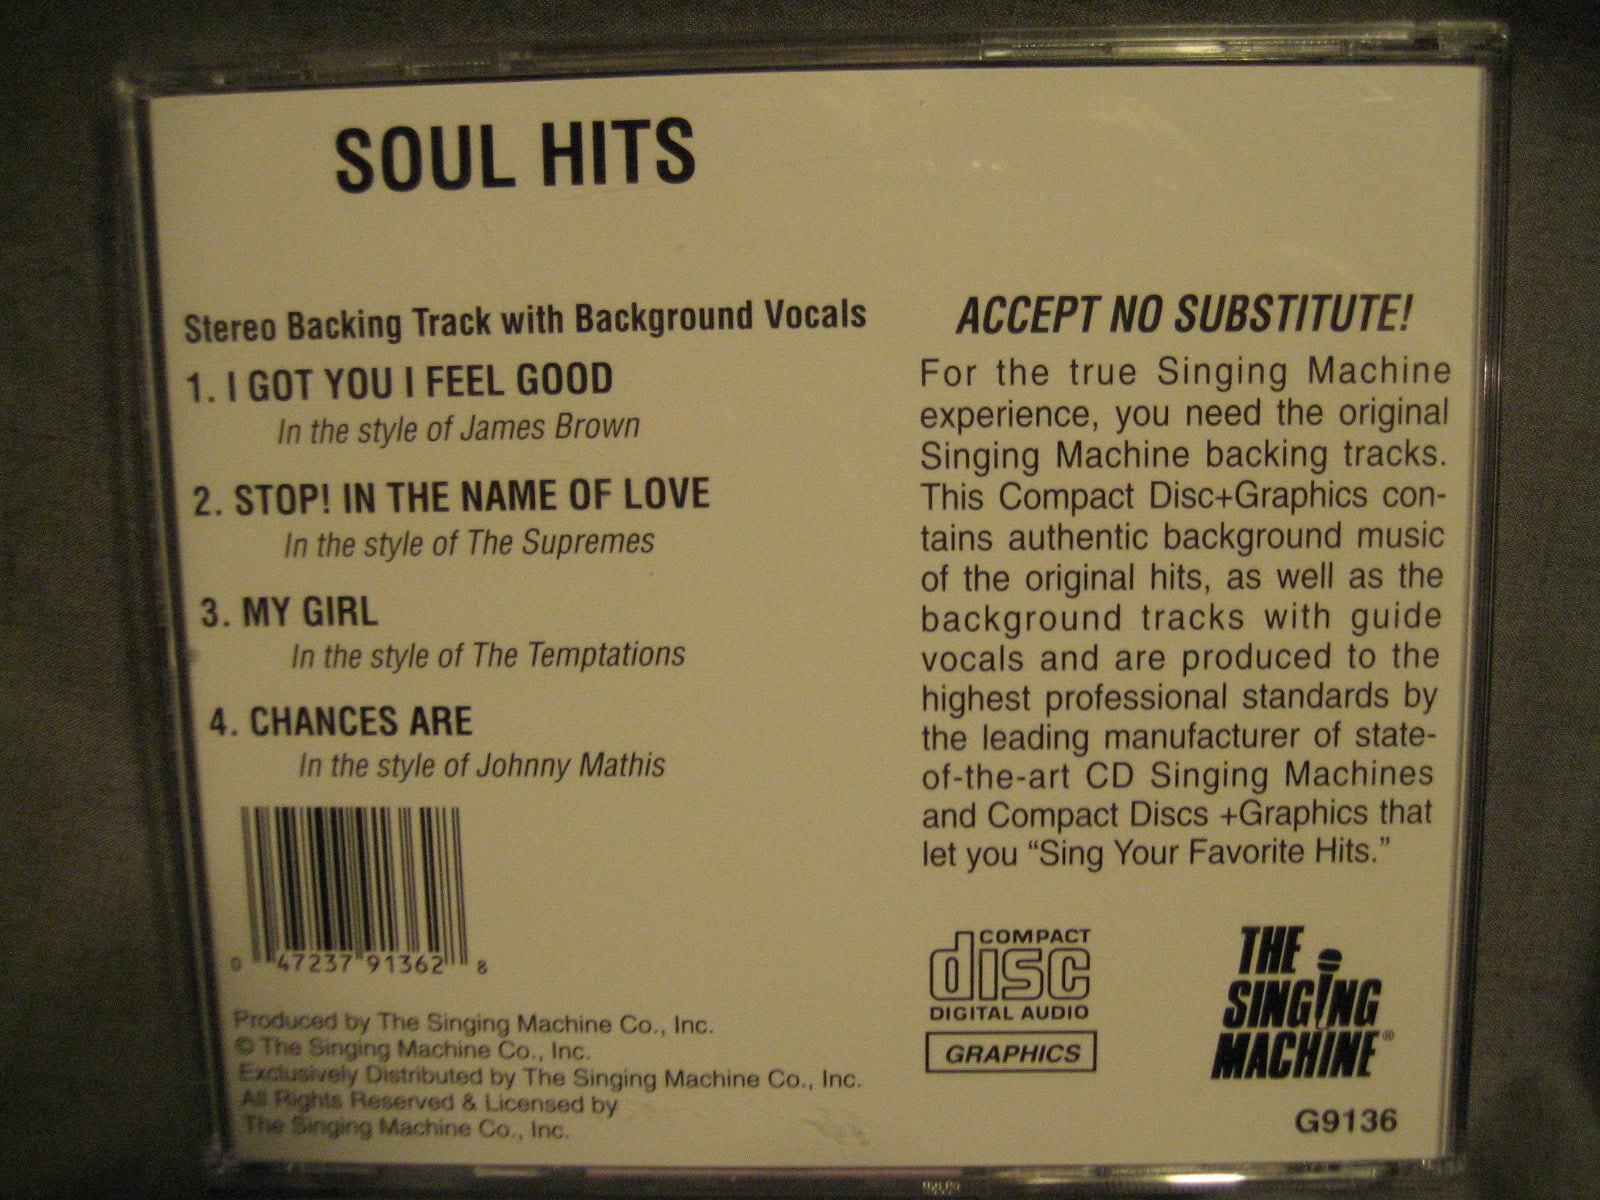 SOUL HITS
Stereo Backing Track with Background Vocals
1. I GOT YOU I FEEL GOOD
In the style of James Brown
2. STOP! IN THE NAME OF LOVE
In the style of The Supremes
3. MY GIRL
In the style of The Temptations
4. CHANCES ARE
In the style of Johnny Mathis
0 47237 91362 8
Produced by The Singing Machine Co., Inc.
© The Singing Machine Co., Inc.
Exclusively Distributed by The Singing Machine Co., Inc.
All Rights Reserved & Licensed by
The Singing Machine Co., Inc.
ACCEPT NO SUBSTITUTE!
For the true Singing Machine
experience, you need the original
Singing Machine backing tracks.
This Compact Disc+Graphics con-
tains authentic background music
of the original hits, as well as the
background tracks with guide
vocals and are produced to the
highest professional standards by
the leading manufacturer of state-
of-the-art CD Singing Machines
and Compact Discs +Graphics that
let you “Sing Your Favorite Hits.”
COMPACT
disc
DIGITAL AUDIO
GRAPHICS
THE
SINGING
MACHINE®
G9136